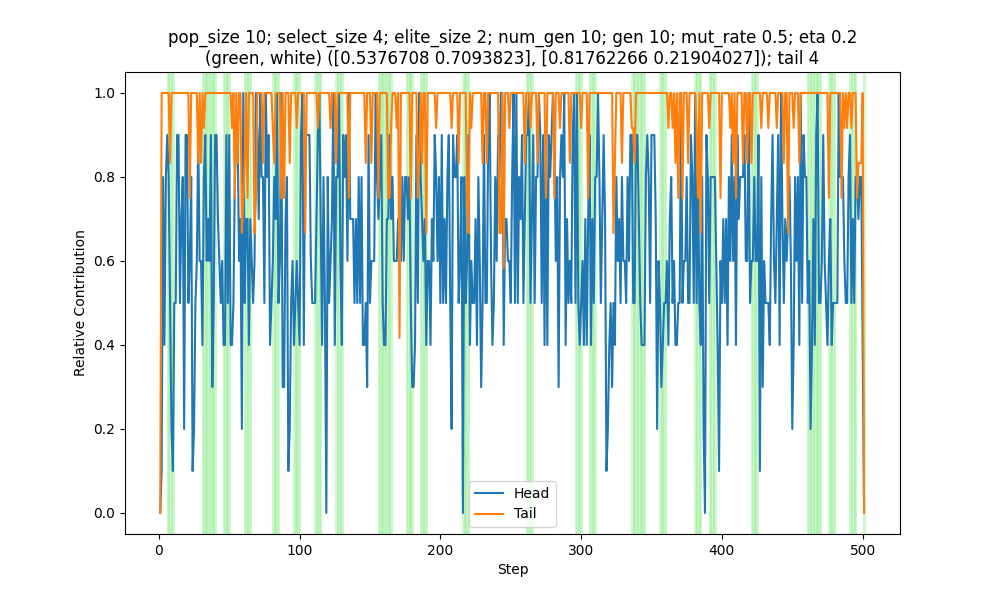 pop_size 10; select_size 4; elite_size 2; num_gen 10; gen 10; mut_rate 0.5; eta 0.2
(green, white) ([0.5376708 0.7093823], [0.81762266 0.21904027]); tail 4
Relative Contribution
1.0
0.8
0.6
0.4
0.2
0.0
Head
Tail
0
100
200
300
400
500
Step